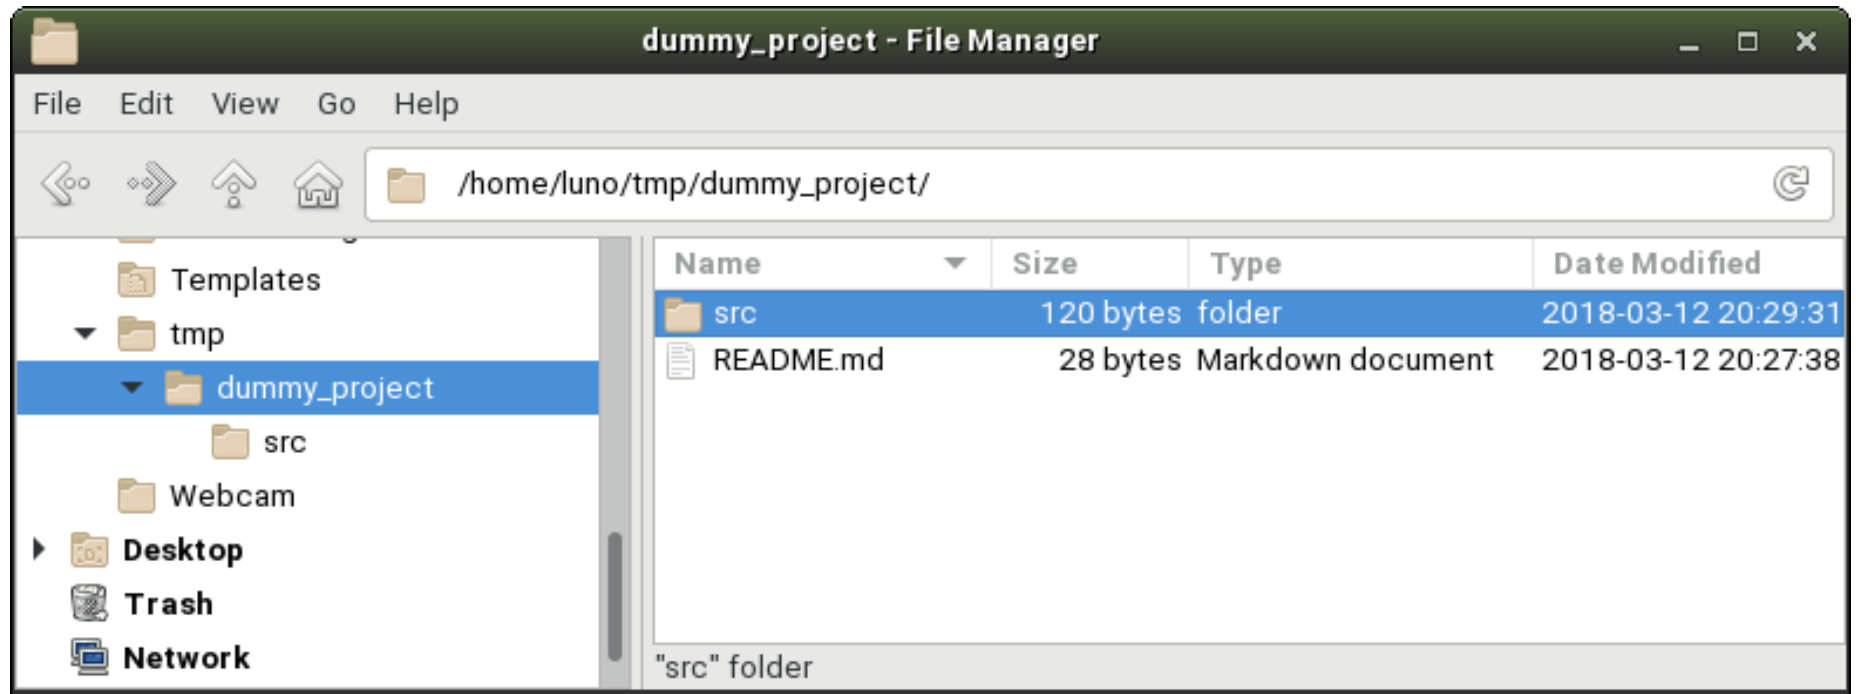 dummy_project - File Manager
File Edit View Go Help
/home/luno/tmp/dummy_project/
Templates
tmp
dummy_project
src
Webcam
Desktop
Trash
Network
Name Size Type Date Modified
src 120 bytes folder 2018-03-12 20:29:31
README.md 28 bytes Markdown document 2018-03-12 20:27:38
"src" folder